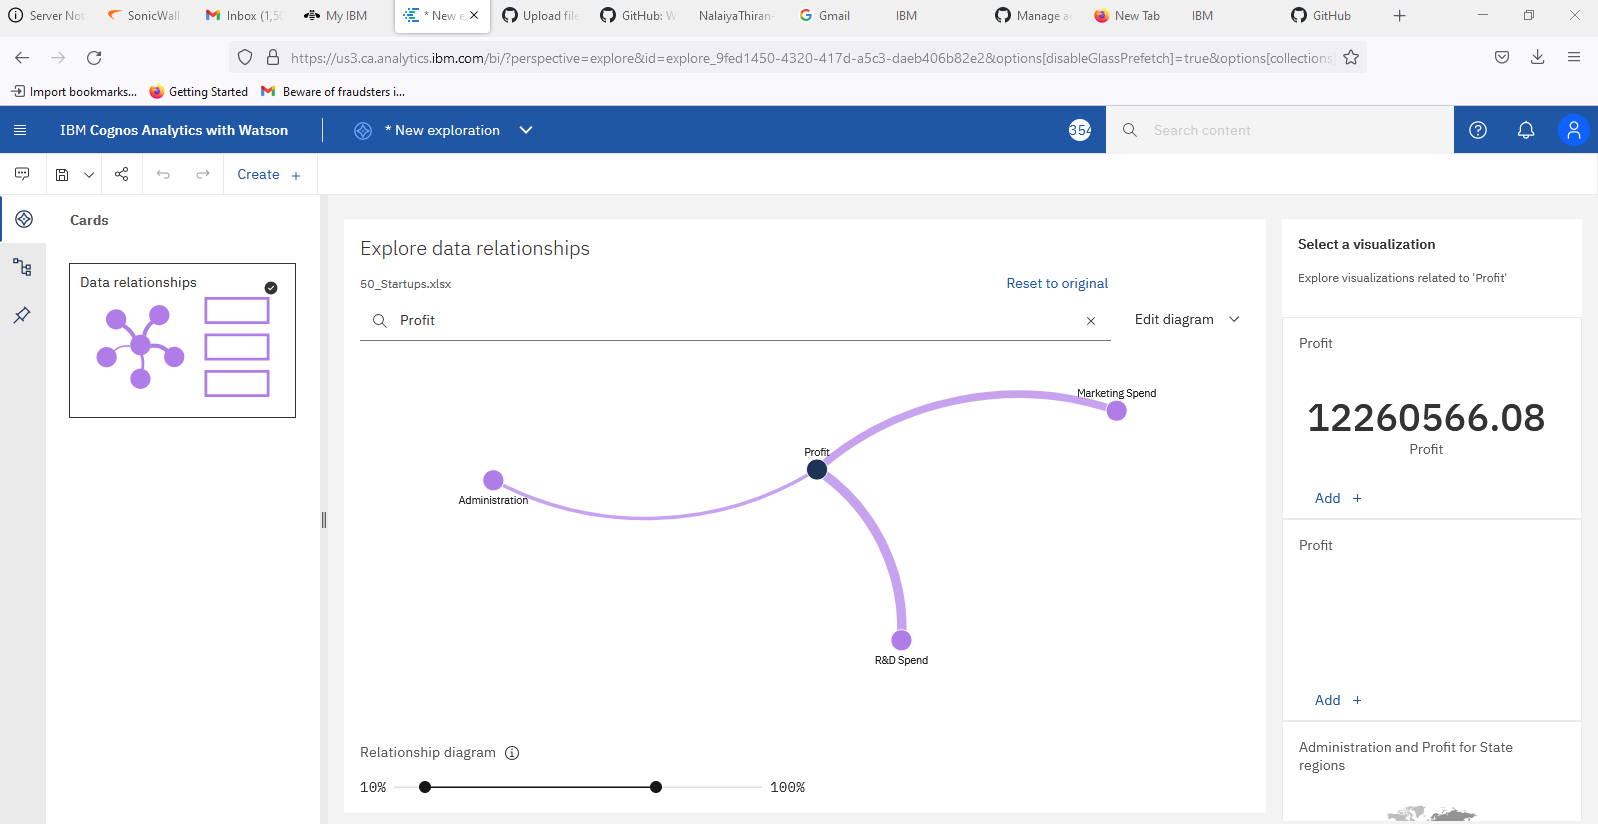 Server Not
SonicWall
Inbox (1,50
My IBM
* New ex
Upload file
GitHub: W
NalaiyaThiran-
Gmail
IBM
Manage ac
New Tab
IBM
GitHub
https://us3.ca.analytics.ibm.com/bi/?perspective=explore&id=explore_9fed1450-4320-417d-a5c3-daeb406b82e2&options[disableGlassPrefetch]=true&options[collections]
Import bookmarks...
Getting Started
Beware of fraudsters i...
IBM Cognos Analytics with Watson
* New exploration
354
Search content
Create +
Cards
Data relationships
Explore data relationships
50_Startups.xlsx
Reset to original
Profit
Edit diagram
Marketing Spend
Profit
Administration
R&D Spend
Relationship diagram
10%
100%
Select a visualization
Explore visualizations related to 'Profit'
Profit
12260566.08
Profit
Add +
Profit
Add +
Administration and Profit for State
regions